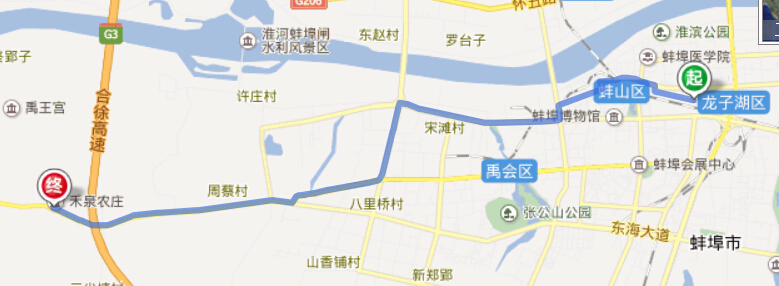 G206
怀五路
淮滨公园
G3
淮河蚌埠闸
水利风景区
东赵村
罗台子
蚌埠医学院
起
禹王宫
合徐高速
许庄村
蚌山区
龙子湖区
宋滩村
蚌埠博物馆
禹会区
蚌埠会展中心
终
禾泉农庄
周蔡村
八里桥村
张公山公园
东海大道
蚌埠市
山香铺村
新郑郢